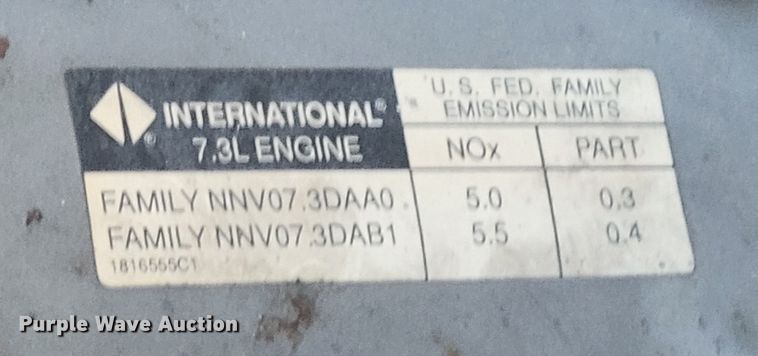 INTERNATIONAL®
7.3L ENGINE
U.S. FED. FAMILY
EMISSION LIMITS
NOx PART
FAMILY NNV07.3DAA0 5.0 0.3
FAMILY NNV07.3DAB1 5.5 0.4
1816555C1
Purple Wave Auction